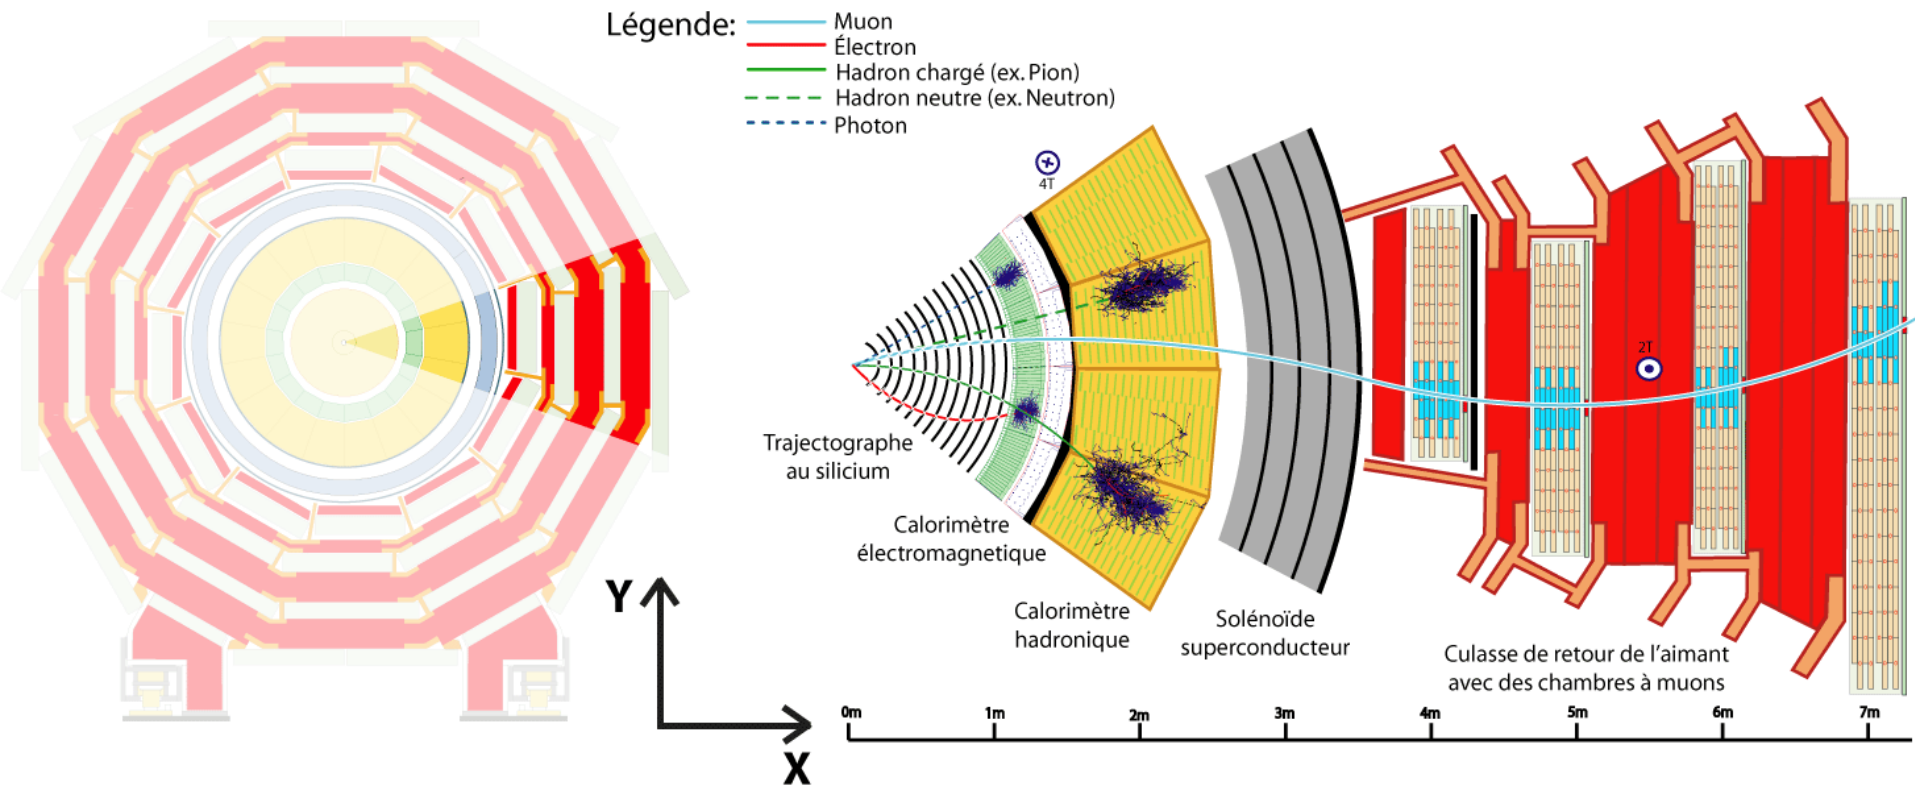 Légende:
Muon
Électron
Hadron chargé (ex. Pion)
Hadron neutre (ex. Neutron)
Photon
4T
2T
Trajectographe
au silicium
Calorimètre
électromagnetique
Calorimètre
hadronique
Solénoïde
superconducteur
Culasse de retour de l'aimant
avec des chambres à muons
Y
X
0m 1m 2m 3m 4m 5m 6m 7m